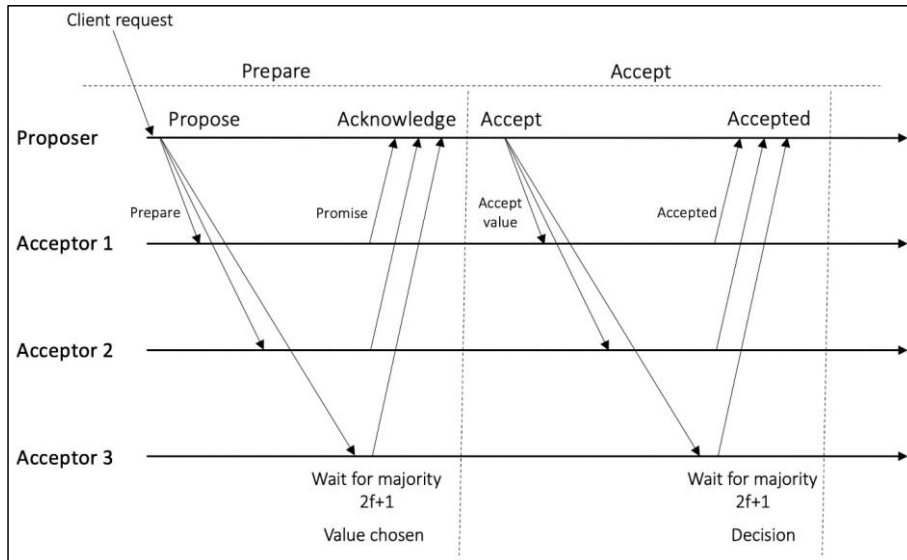 Client request
Prepare
Accept
Propose
Acknowledge
Accept
Accepted
Proposer
Prepare
Promise
Accept
value
Accepted
Acceptor 1
Acceptor 2
Acceptor 3
Wait for majority
2f+1
Value chosen
Wait for majority
2f+1
Decision